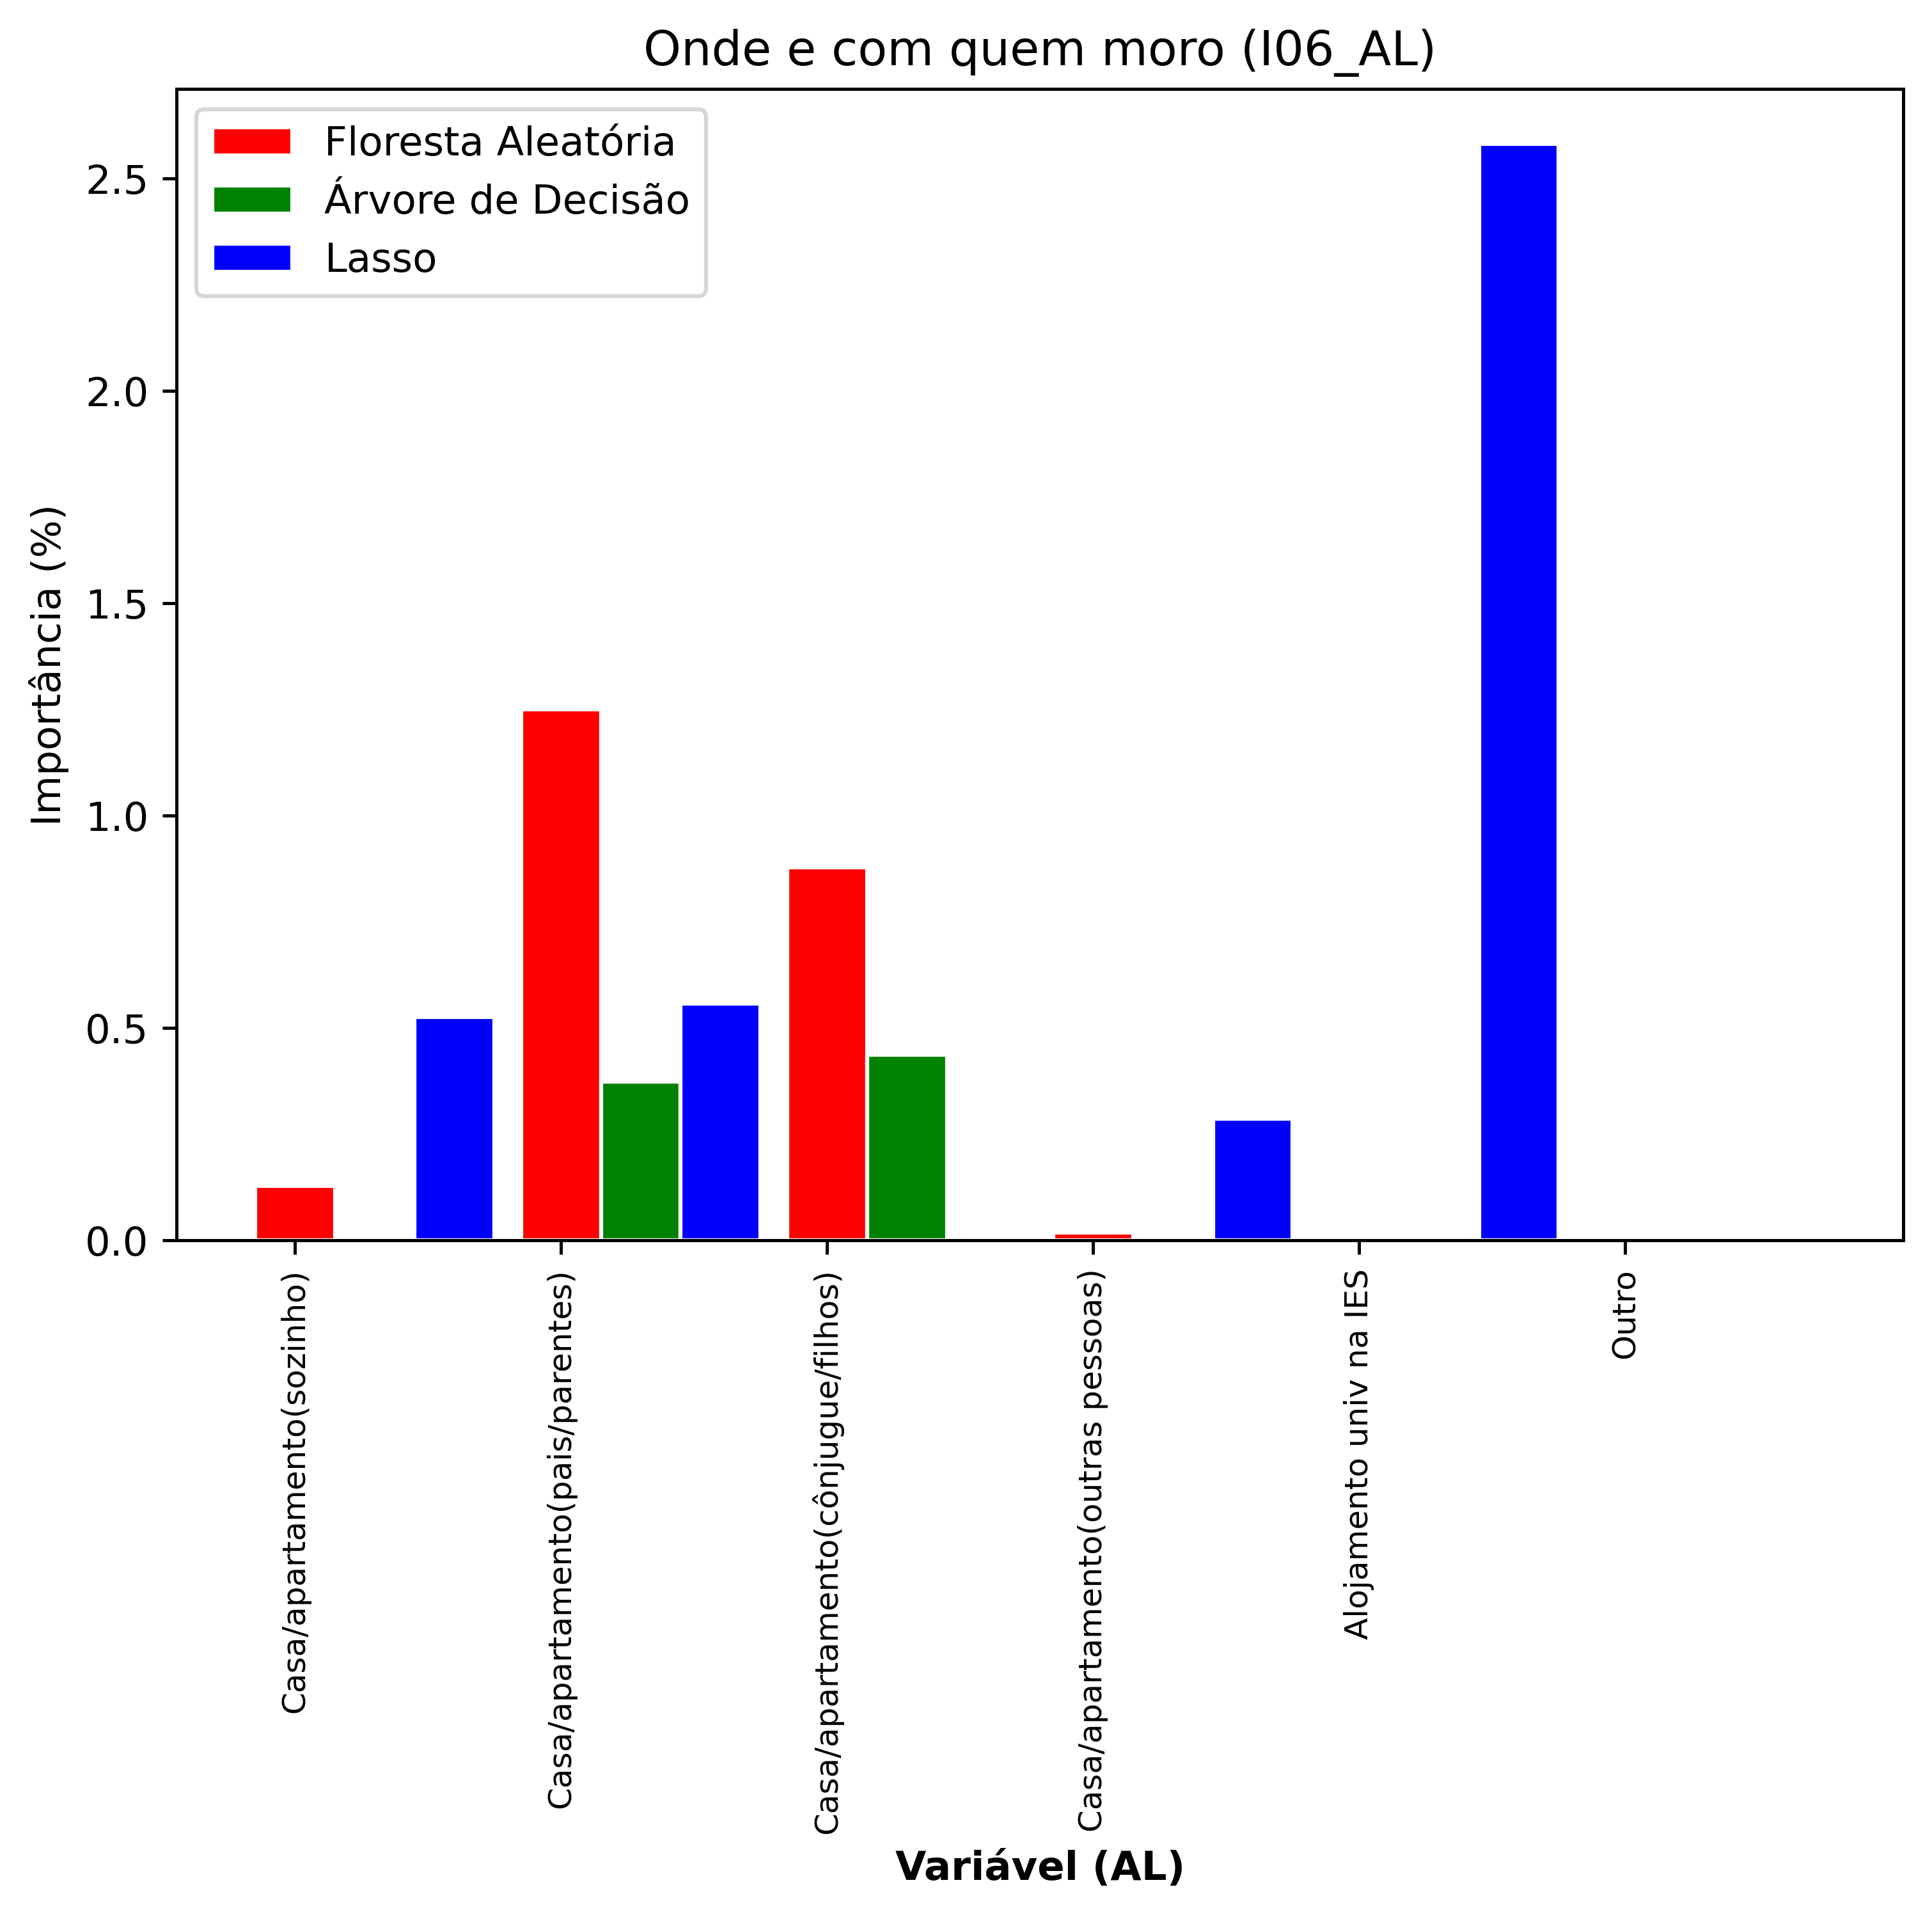 Onde e com quem moro (I06_AL)
Floresta Aleatória
Árvore de Decisão
Lasso
Importância (%)
2.5
2.0
1.5
1.0
0.5
0.0
Casa/apartamento(sozinho)
Casa/apartamento(pais/parentes)
Casa/apartamento(cônjugue/filhos)
Casa/apartamento(outras pessoas)
Alojamento univ na IES
Outro
Variável (AL)